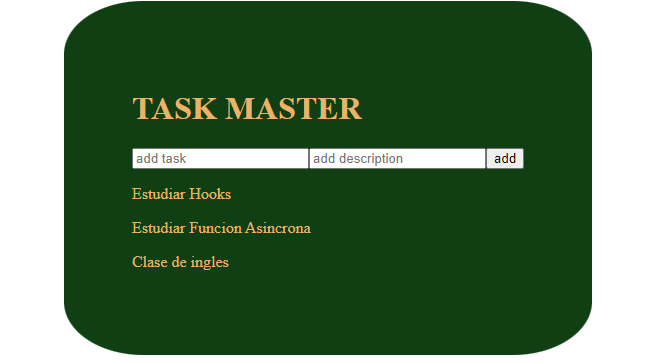 TASK MASTER
add task add description add
Estudiar Hooks
Estudiar Funcion Asincrona
Clase de ingles